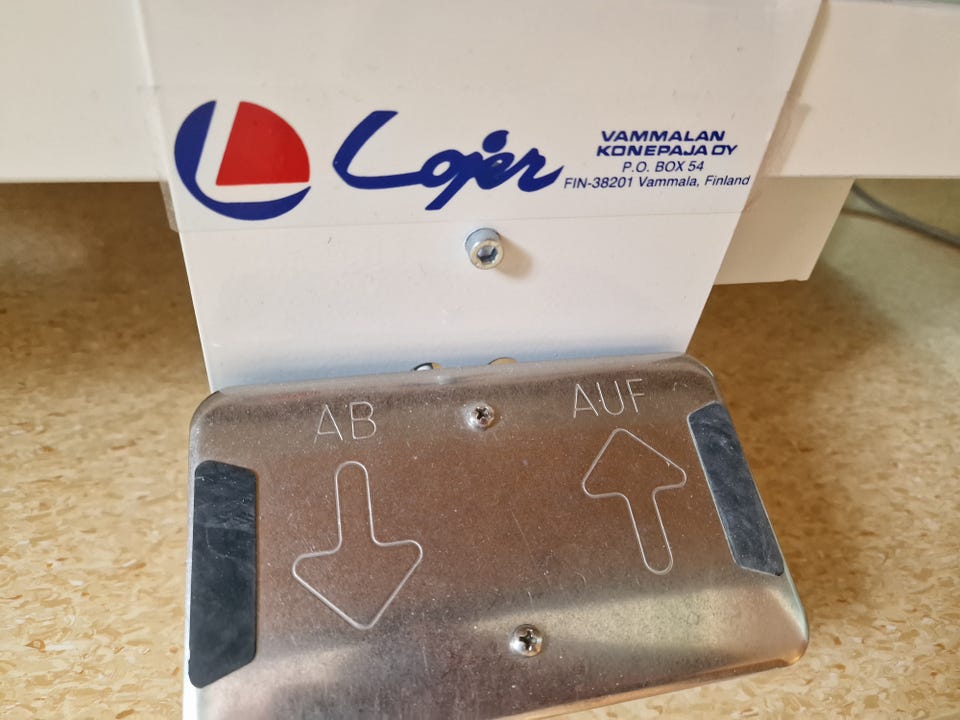 Lojer
VAMMALAN
KONEPAJA OY
P.O. BOX 54
FIN-38201 Vammala, Finland
AB
AUF